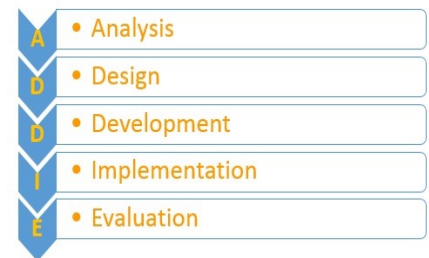 A • Analysis
D • Design
D • Development
I • Implementation
E • Evaluation